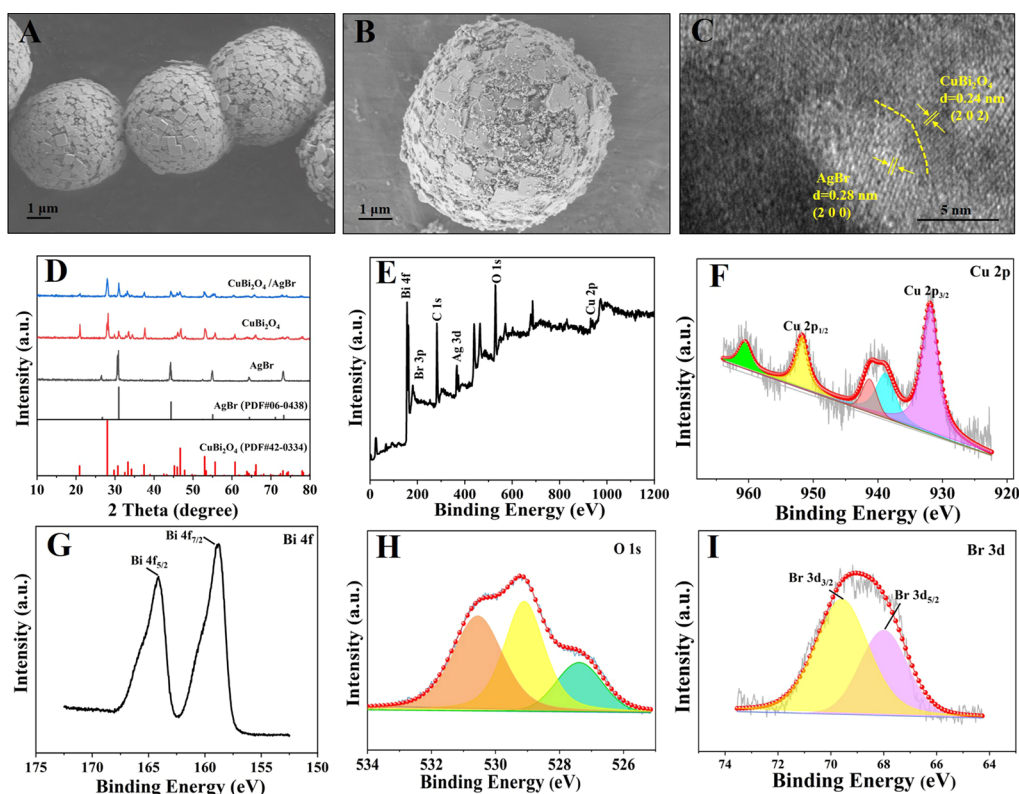 A
1 μm
B
1 μm
C
CuBi₂O₄
d=0.24 nm
(2 0 2)
AgBr
d=0.28 nm
(2 0 0)
5 nm
D
CuBi₂O₄ /AgBr
CuBi₂O₄
AgBr
AgBr (PDF#06-0438)
CuBi₂O₄ (PDF#42-0334)
Intensity (a.u.)
10 20 30 40 50 60 70 80
2 Theta (degree)
E
Bi 4f
Br 3p
C 1s
Ag 3d
O 1s
Cu 2p
Intensity (a.u.)
0 200 400 600 800 1000 1200
Binding Energy (eV)
F
Cu 2p
Cu 2p₃/₂
Cu 2p₁/₂
Intensity (a.u.)
960 950 940 930 920
Binding Energy (eV)
G
Bi 4f
Bi 4f₇/₂
Bi 4f₅/₂
Intensity (a.u.)
175 170 165 160 155 150
Binding Energy (eV)
H
O 1s
Intensity (a.u.)
534 532 530 528 526
Binding Energy (eV)
I
Br 3d
Br 3d₃/₂
Br 3d₅/₂
Intensity (a.u.)
74 72 70 68 66 64
Binding Energy (eV)